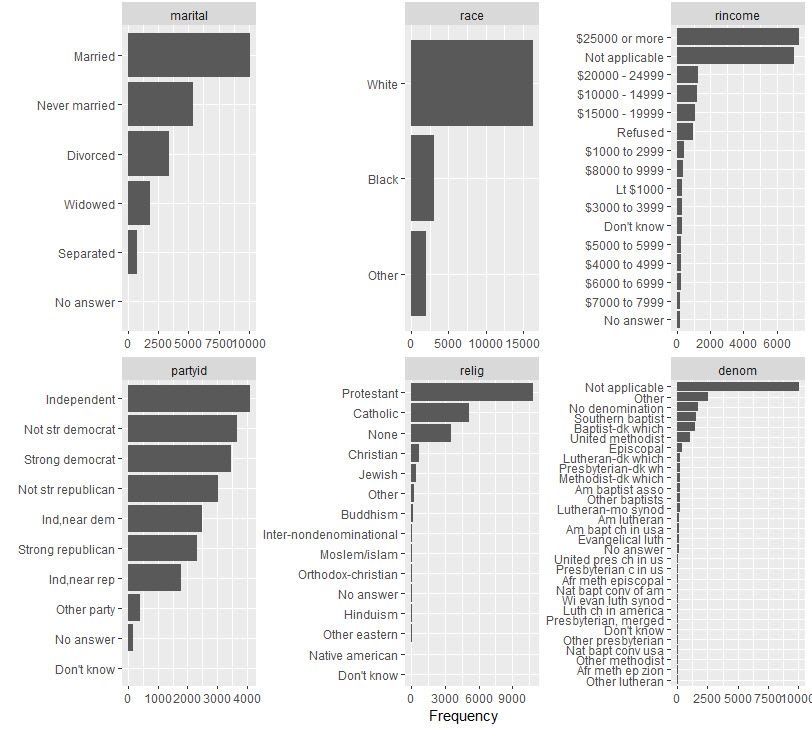 marital
Married
Never married
Divorced
Widowed
Separated
No answer
0 2500 5000 7500 10000
race
White
Black
Other
0 5000 10000 15000
rincome
$25000 or more
Not applicable
$20000 - 24999
$10000 - 14999
$15000 - 19999
Refused
$1000 to 2999
$8000 to 9999
Lt $1000
$3000 to 3999
Don't know
$5000 to 5999
$4000 to 4999
$6000 to 6999
$7000 to 7999
No answer
0 2000 4000 6000
partyid
Independent
Not str democrat
Strong democrat
Not str republican
Ind,near dem
Strong republican
Ind,near rep
Other party
No answer
Don't know
0 1000 2000 3000 4000
relig
Protestant
Catholic
None
Christian
Jewish
Other
Buddhism
Inter-nondenominational
Moslem/islam
Orthodox-christian
No answer
Hinduism
Other eastern
Native american
Don't know
0 3000 6000 9000
denom
Not applicable
Other
No denomination
Southern baptist
Baptist-dk which
United methodist
Episcopal
Lutheran-dk which
Presbyterian-dk wh
Methodist-dk which
Am baptist asso
Other baptists
Lutheran-mo synod
Am lutheran
Am bapt ch in usa
Evangelical luth
No answer
United pres ch in us
Presbyterian c in us
Afr meth episcopal
Nat bapt conv of am
Wi evan luth synod
Luth ch in america
Presbyterian, merged
Don't know
Other presbyterian
Nat bapt conv usa
Other methodist
Afr meth ep zion
Other lutheran
0 2500 5000 7500 10000
Frequency